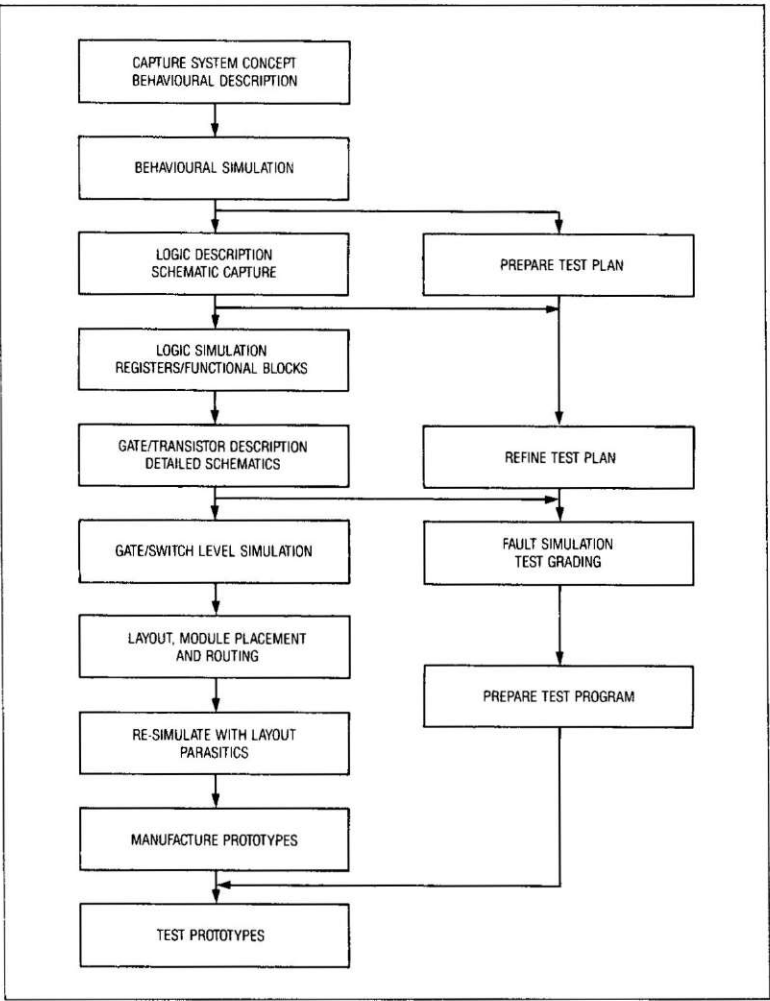 CAPTURE SYSTEM CONCEPT
BEHAVIOURAL DESCRIPTION
BEHAVIOURAL SIMULATION
LOGIC DESCRIPTION
SCHEMATIC CAPTURE
PREPARE TEST PLAN
LOGIC SIMULATION
REGISTERS/FUNCTIONAL BLOCKS
GATE/TRANSISTOR DESCRIPTION
DETAILED SCHEMATICS
REFINE TEST PLAN
GATE/SWITCH LEVEL SIMULATION
FAULT SIMULATION
TEST GRADING
LAYOUT, MODULE PLACEMENT
AND ROUTING
PREPARE TEST PROGRAM
RE-SIMULATE WITH LAYOUT
PARASITICS
MANUFACTURE PROTOTYPES
TEST PROTOTYPES